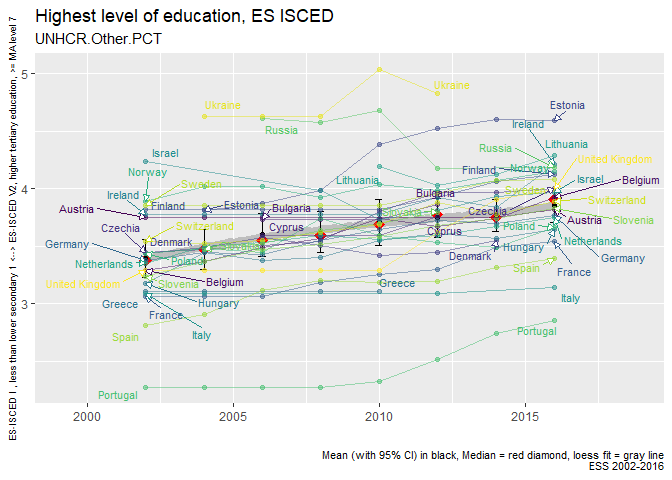 Highest level of education, ES ISCED
UNHCR.Other.PCT
ES-ISCED I , less than lower secondary 1 <--> ES-ISCED V2, higher tertiary education, >= MA level 7
5
4
3
2000
2005
2010
2015
Ukraine
Ukraine
Russia
Estonia
Ireland
Israel
Norway
Sweden
Lithuania
Russia
Lithuania
United Kingdom
Finland
Norway
Ireland
Finland
Israel
Belgium
Bulgaria
Sweden
Switzerland
Austria
Estonia
Bulgaria
Slovakia
Czechia
Austria
Slovenia
Czechia
Switzerland
Cyprus
Cyprus
Poland
Germany
Denmark
Netherlands
Hungary
Netherlands
Poland
Denmark
Germany
United Kingdom
Slovenia
Belgium
Greece
Spain
France
Greece
Hungary
France
Italy
Italy
Spain
Portugal
Portugal
Mean (with 95% CI) in black, Median = red diamond, loess fit = gray line
ESS 2002-2016